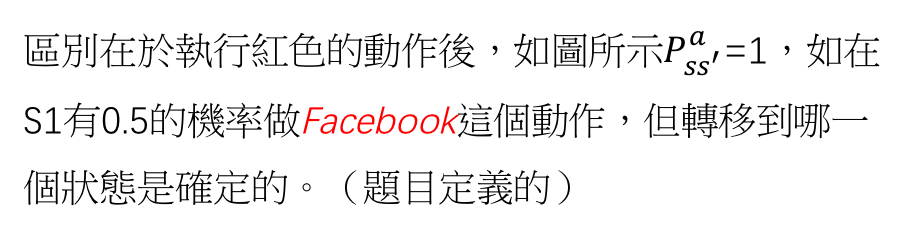 區別在於執行紅色的動作後，如圖所示𝑃ₛₛ′ᵃ=1，如在
S1有0.5的機率做Facebook這個動作，但轉移到哪一
個狀態是確定的。（題目定義的）